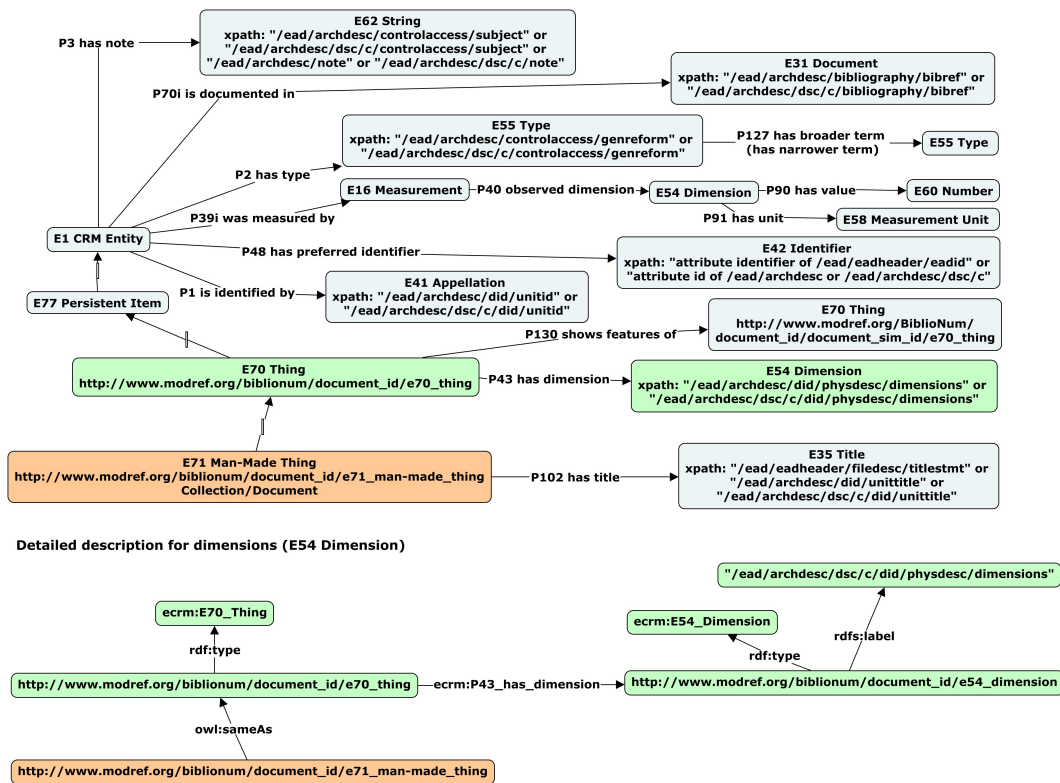 E62 String
xpath: "/ead/archdesc/controlaccess/subject" or
"/ead/archdesc/dsc/c/controlaccess/subject" or
"/ead/archdesc/note" or "/ead/archdesc/dsc/c/note"
P3 has note
E31 Document
xpath: "/ead/archdesc/bibliography/bibref" or
"/ead/archdesc/dsc/c/bibliography/bibref"
P70i is documented in
E55 Type
xpath: "/ead/archdesc/controlaccess/genreform" or
"/ead/archdesc/dsc/c/controlaccess/genreform"
P127 has broader term
(has narrower term)
E55 Type
P2 has type
E16 Measurement
P40 observed dimension
E54 Dimension
P90 has value
E60 Number
P39i was measured by
P91 has unit
E58 Measurement Unit
E1 CRM Entity
P48 has preferred identifier
E42 Identifier
xpath: "attribute identifier of /ead/eadheader/eadid" or
"attribute id of /ead/archdesc or /ead/archdesc/dsc/c"
P1 is identified by
E41 Appellation
xpath: "/ead/archdesc/did/unitid" or
"/ead/archdesc/dsc/c/did/unitid"
E77 Persistent Item
P130 shows features of
E70 Thing
http://www.modref.org/BiblioNum/
document_id/document_sim_id/e70_thing
E70 Thing
http://www.modref.org/biblionum/document_id/e70_thing
P43 has dimension
E54 Dimension
xpath: "/ead/archdesc/did/physdesc/dimensions" or
"/ead/archdesc/dsc/c/did/physdesc/dimensions"
E71 Man-Made Thing
http://www.modref.org/biblionum/document_id/e71_man-made_thing
Collection/Document
P102 has title
E35 Title
xpath: "/ead/eadheader/filedesc/titlestmt" or
"/ead/archdesc/did/unittitle" or
"/ead/archdesc/dsc/c/did/unittitle"
Detailed description for dimensions (E54 Dimension)
"/ead/archdesc/dsc/c/did/physdesc/dimensions"
ecrm:E70_Thing
ecrm:E54_Dimension
rdfs:label
rdf:type
rdf:type
http://www.modref.org/biblionum/document_id/e70_thing
ecrm:P43_has_dimension
http://www.modref.org/biblionum/document_id/e54_dimension
owl:sameAs
http://www.modref.org/biblionum/document_id/e71_man-made_thing